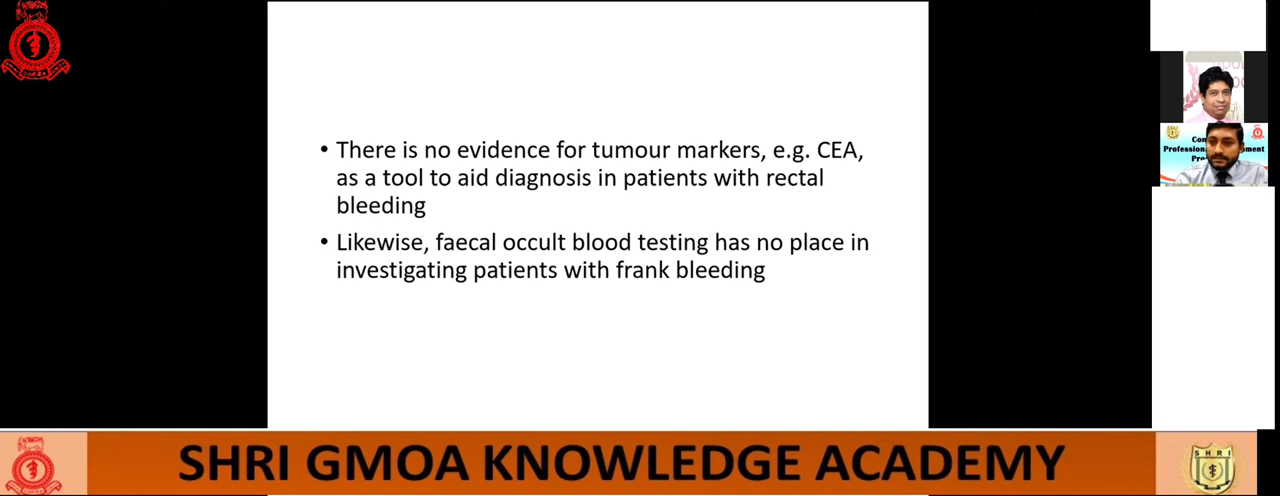 • There is no evidence for tumour markers, e.g. CEA,
as a tool to aid diagnosis in patients with rectal
bleeding
• Likewise, faecal occult blood testing has no place in
investigating patients with frank bleeding
SHRI GMOA KNOWLEDGE ACADEMY
SHRI